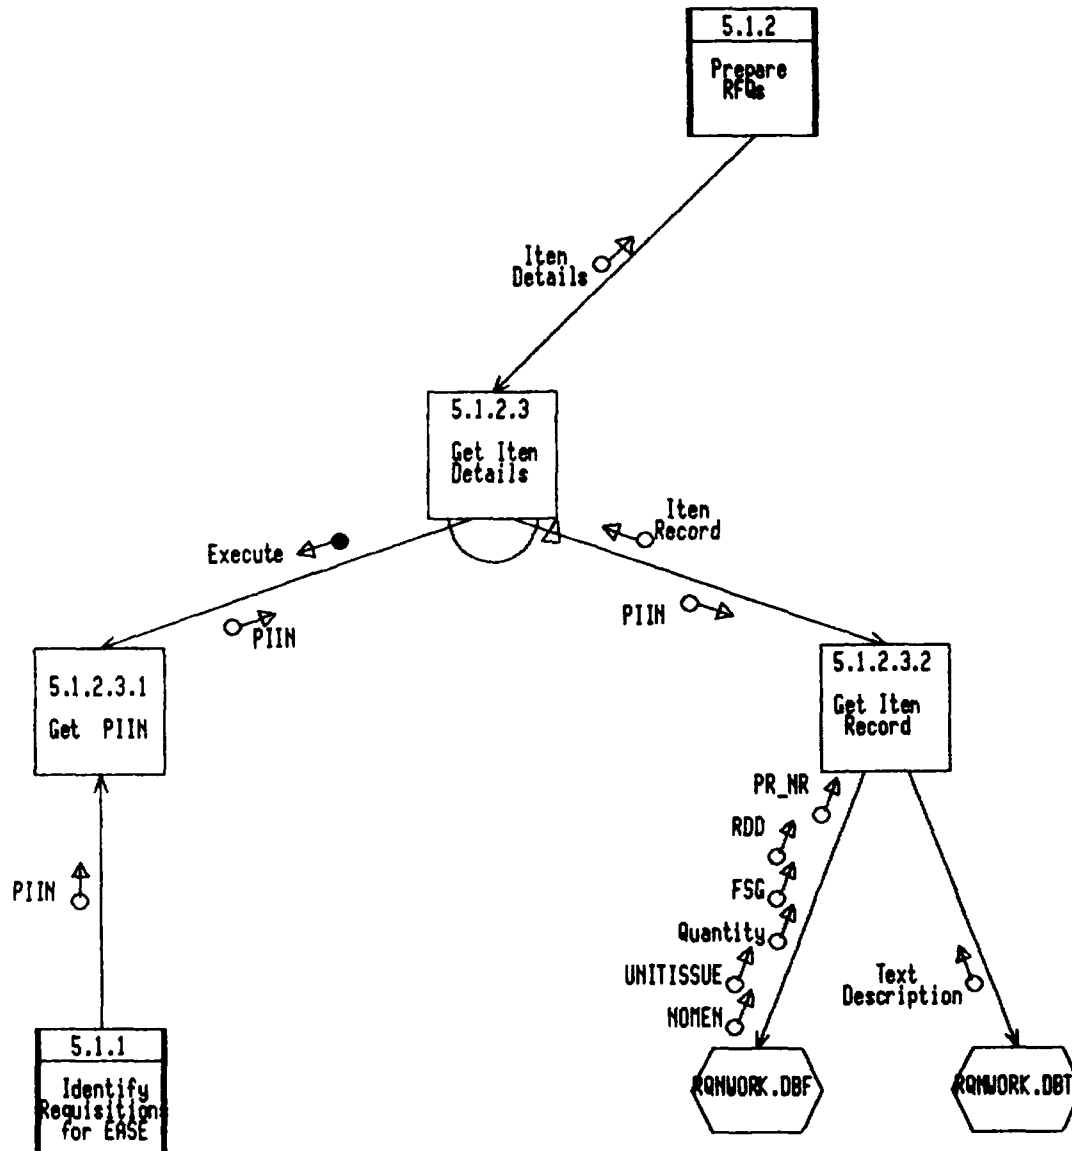 5.1.2
Prepare
RFQs
Iten
Details
5.1.2.3
Get Iten
Details
Execute
PIIN
Iten
Record
PIIN
5.1.2.3.1
Get PIIN
5.1.2.3.2
Get Iten
Record
PR_NR
RDD
FSG
Quantity
UNITISSUE
NOMEN
Text
Description
PIIN
5.1.1
Identify
Requisitions
for EASE
RQNWORK.DBF
RQNWORK.DBT